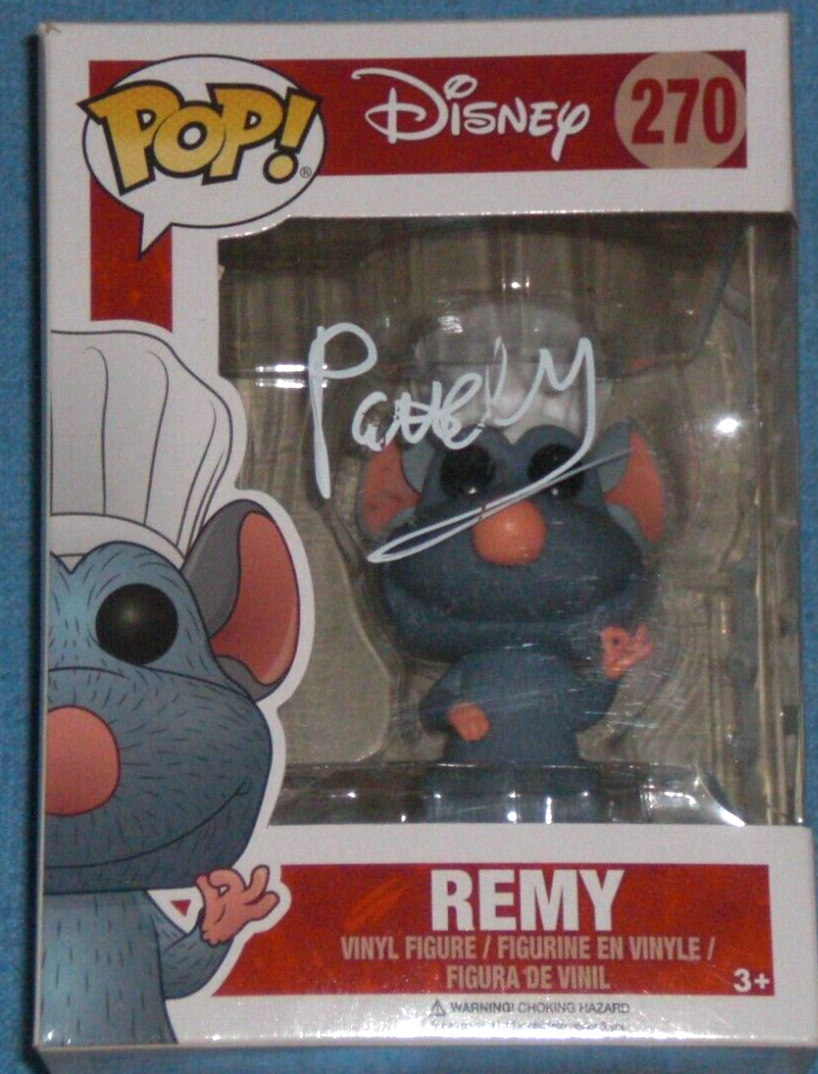 POP!®
DISNEY
270
REMY
VINYL FIGURE / FIGURINE EN VINYLE /
FIGURA DE VINIL
3+
⚠ WARNING! CHOKING HAZARD